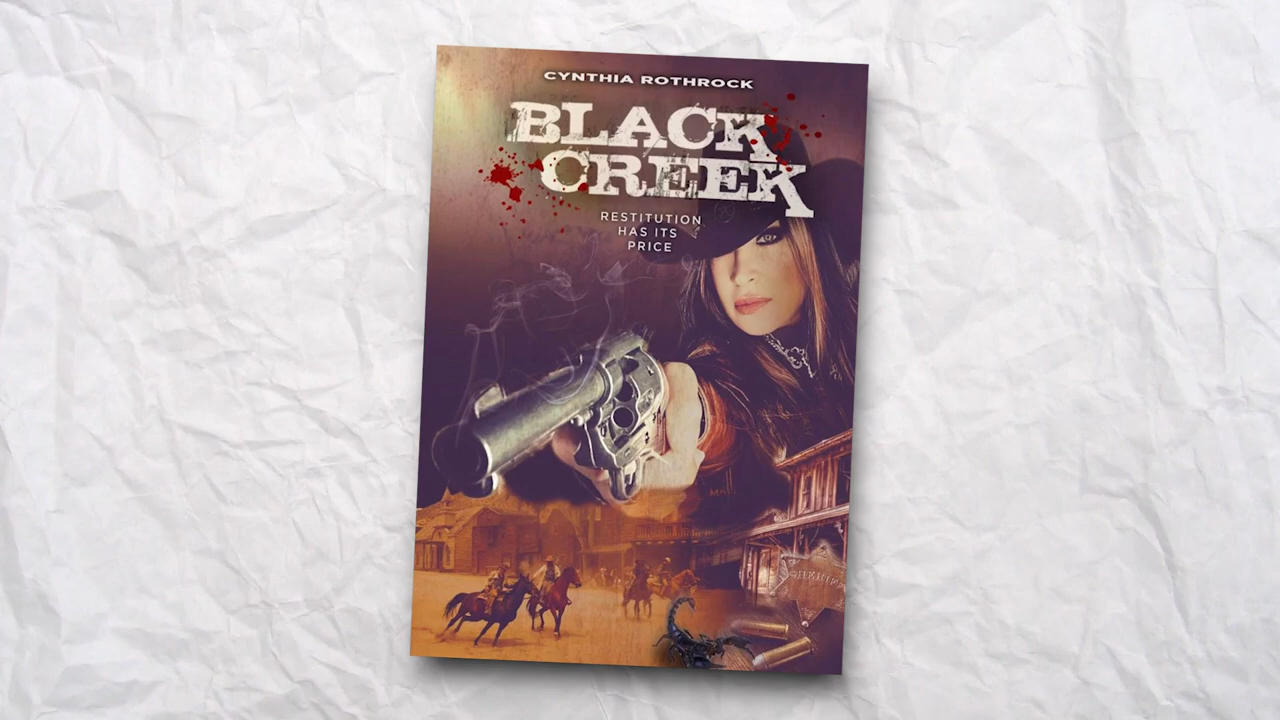 CYNTHIA ROTHROCK
BLACK
CREEK
RESTITUTION
HAS ITS
PRICE